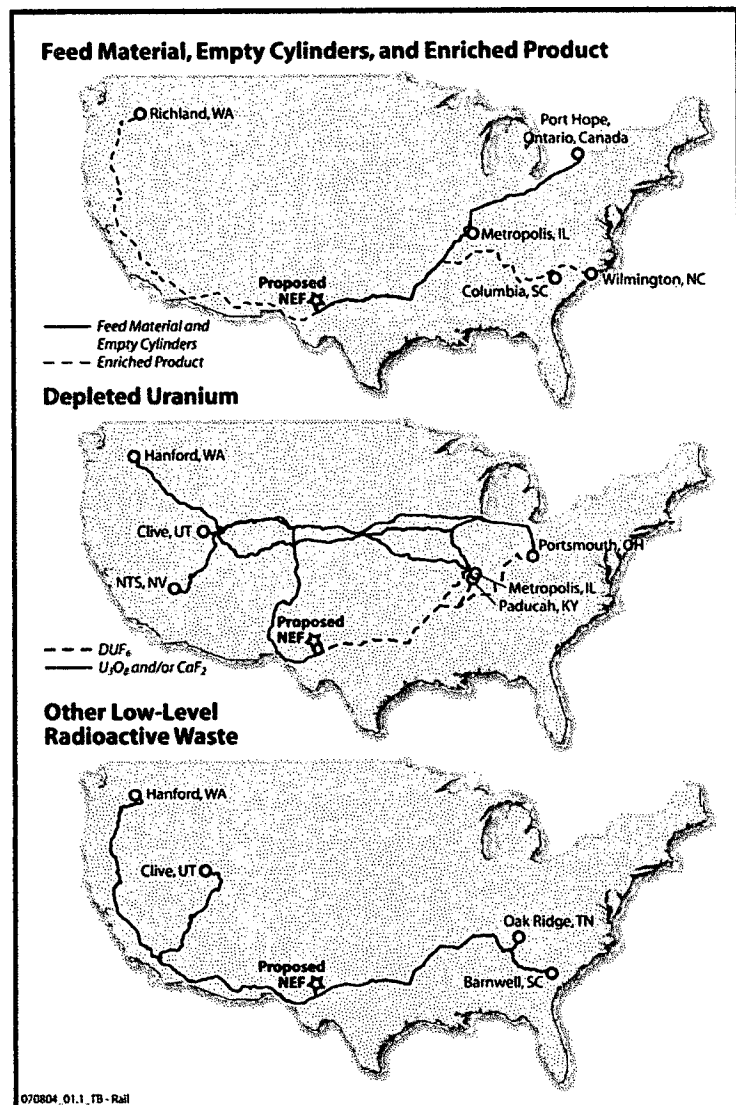 Feed Material, Empty Cylinders, and Enriched Product
Richland, WA
Port Hope,
Ontario, Canada
Metropolis, IL
Proposed
NEF
Columbia, SC
Wilmington, NC
Feed Material and
Empty Cylinders
Enriched Product
Depleted Uranium
Hanford, WA
Clive, UT
Portsmouth, OH
NTS, NV
Metropolis, IL
Paducah, KY
Proposed
NEF
DUF₆
U₃O₈ and/or CaF₂
Other Low-Level
Radioactive Waste
Hanford, WA
Clive, UT
Oak Ridge, TN
Proposed
NEF
Barnwell, SC
070804_01.1_TB - Rail